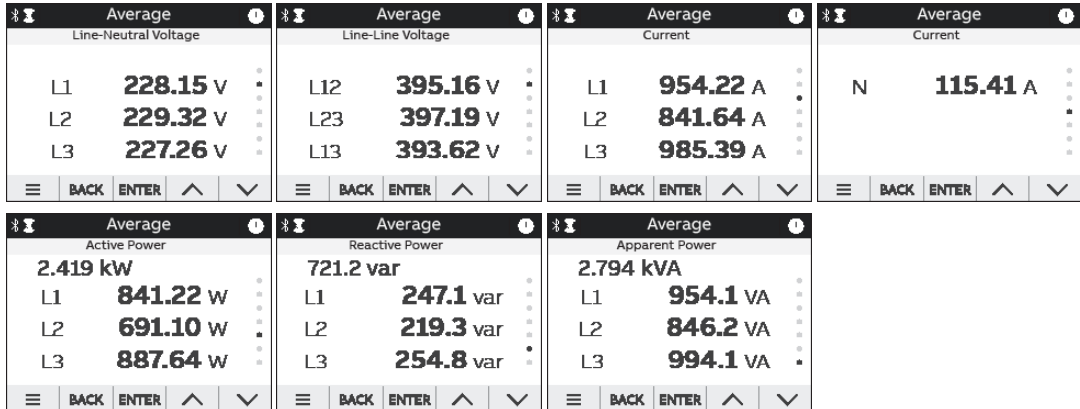 Average
Line-Neutral Voltage
L1 228.15 V
L2 229.32 V
L3 227.26 V
BACK ENTER
Average
Line-Line Voltage
L12 395.16 V
L23 397.19 V
L13 393.62 V
BACK ENTER
Average
Current
L1 954.22 A
L2 841.64 A
L3 985.39 A
BACK ENTER
Average
Current
N 115.41 A
BACK ENTER
Average
Active Power
2.419 kW
L1 841.22 W
L2 691.10 W
L3 887.64 W
BACK ENTER
Average
Reactive Power
721.2 var
L1 247.1 var
L2 219.3 var
L3 254.8 var
BACK ENTER
Average
Apparent Power
2.794 kVA
L1 954.1 VA
L2 846.2 VA
L3 994.1 VA
BACK ENTER